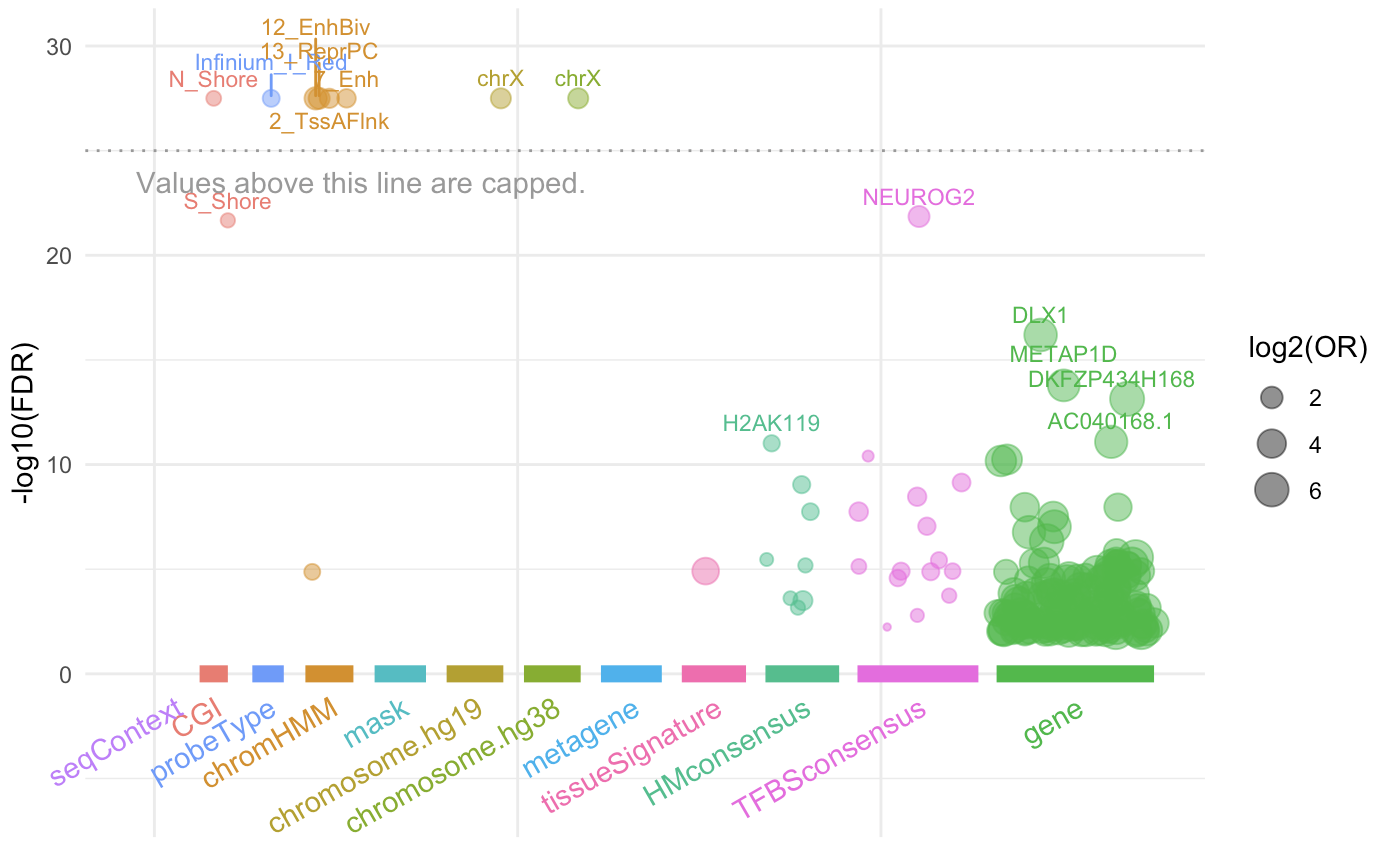 30
20
10
0
-log10(FDR)
12_EnhBiv
13_ReprPC
Infinium_I_Red
N_Shore
7_Enh
chrX
chrX
2_TssAFlnk
Values above this line are capped.
S_Shore
NEUROG2
DLX1
METAP1D
DKFZP434H168
AC040168.1
H2AK119
log2(OR)
2
4
6
seqContext
CGI
probeType
chromHMM
mask
chromosome.hg19
chromosome.hg38
metagene
tissueSignature
HMconsensus
TFBSconsensus
gene